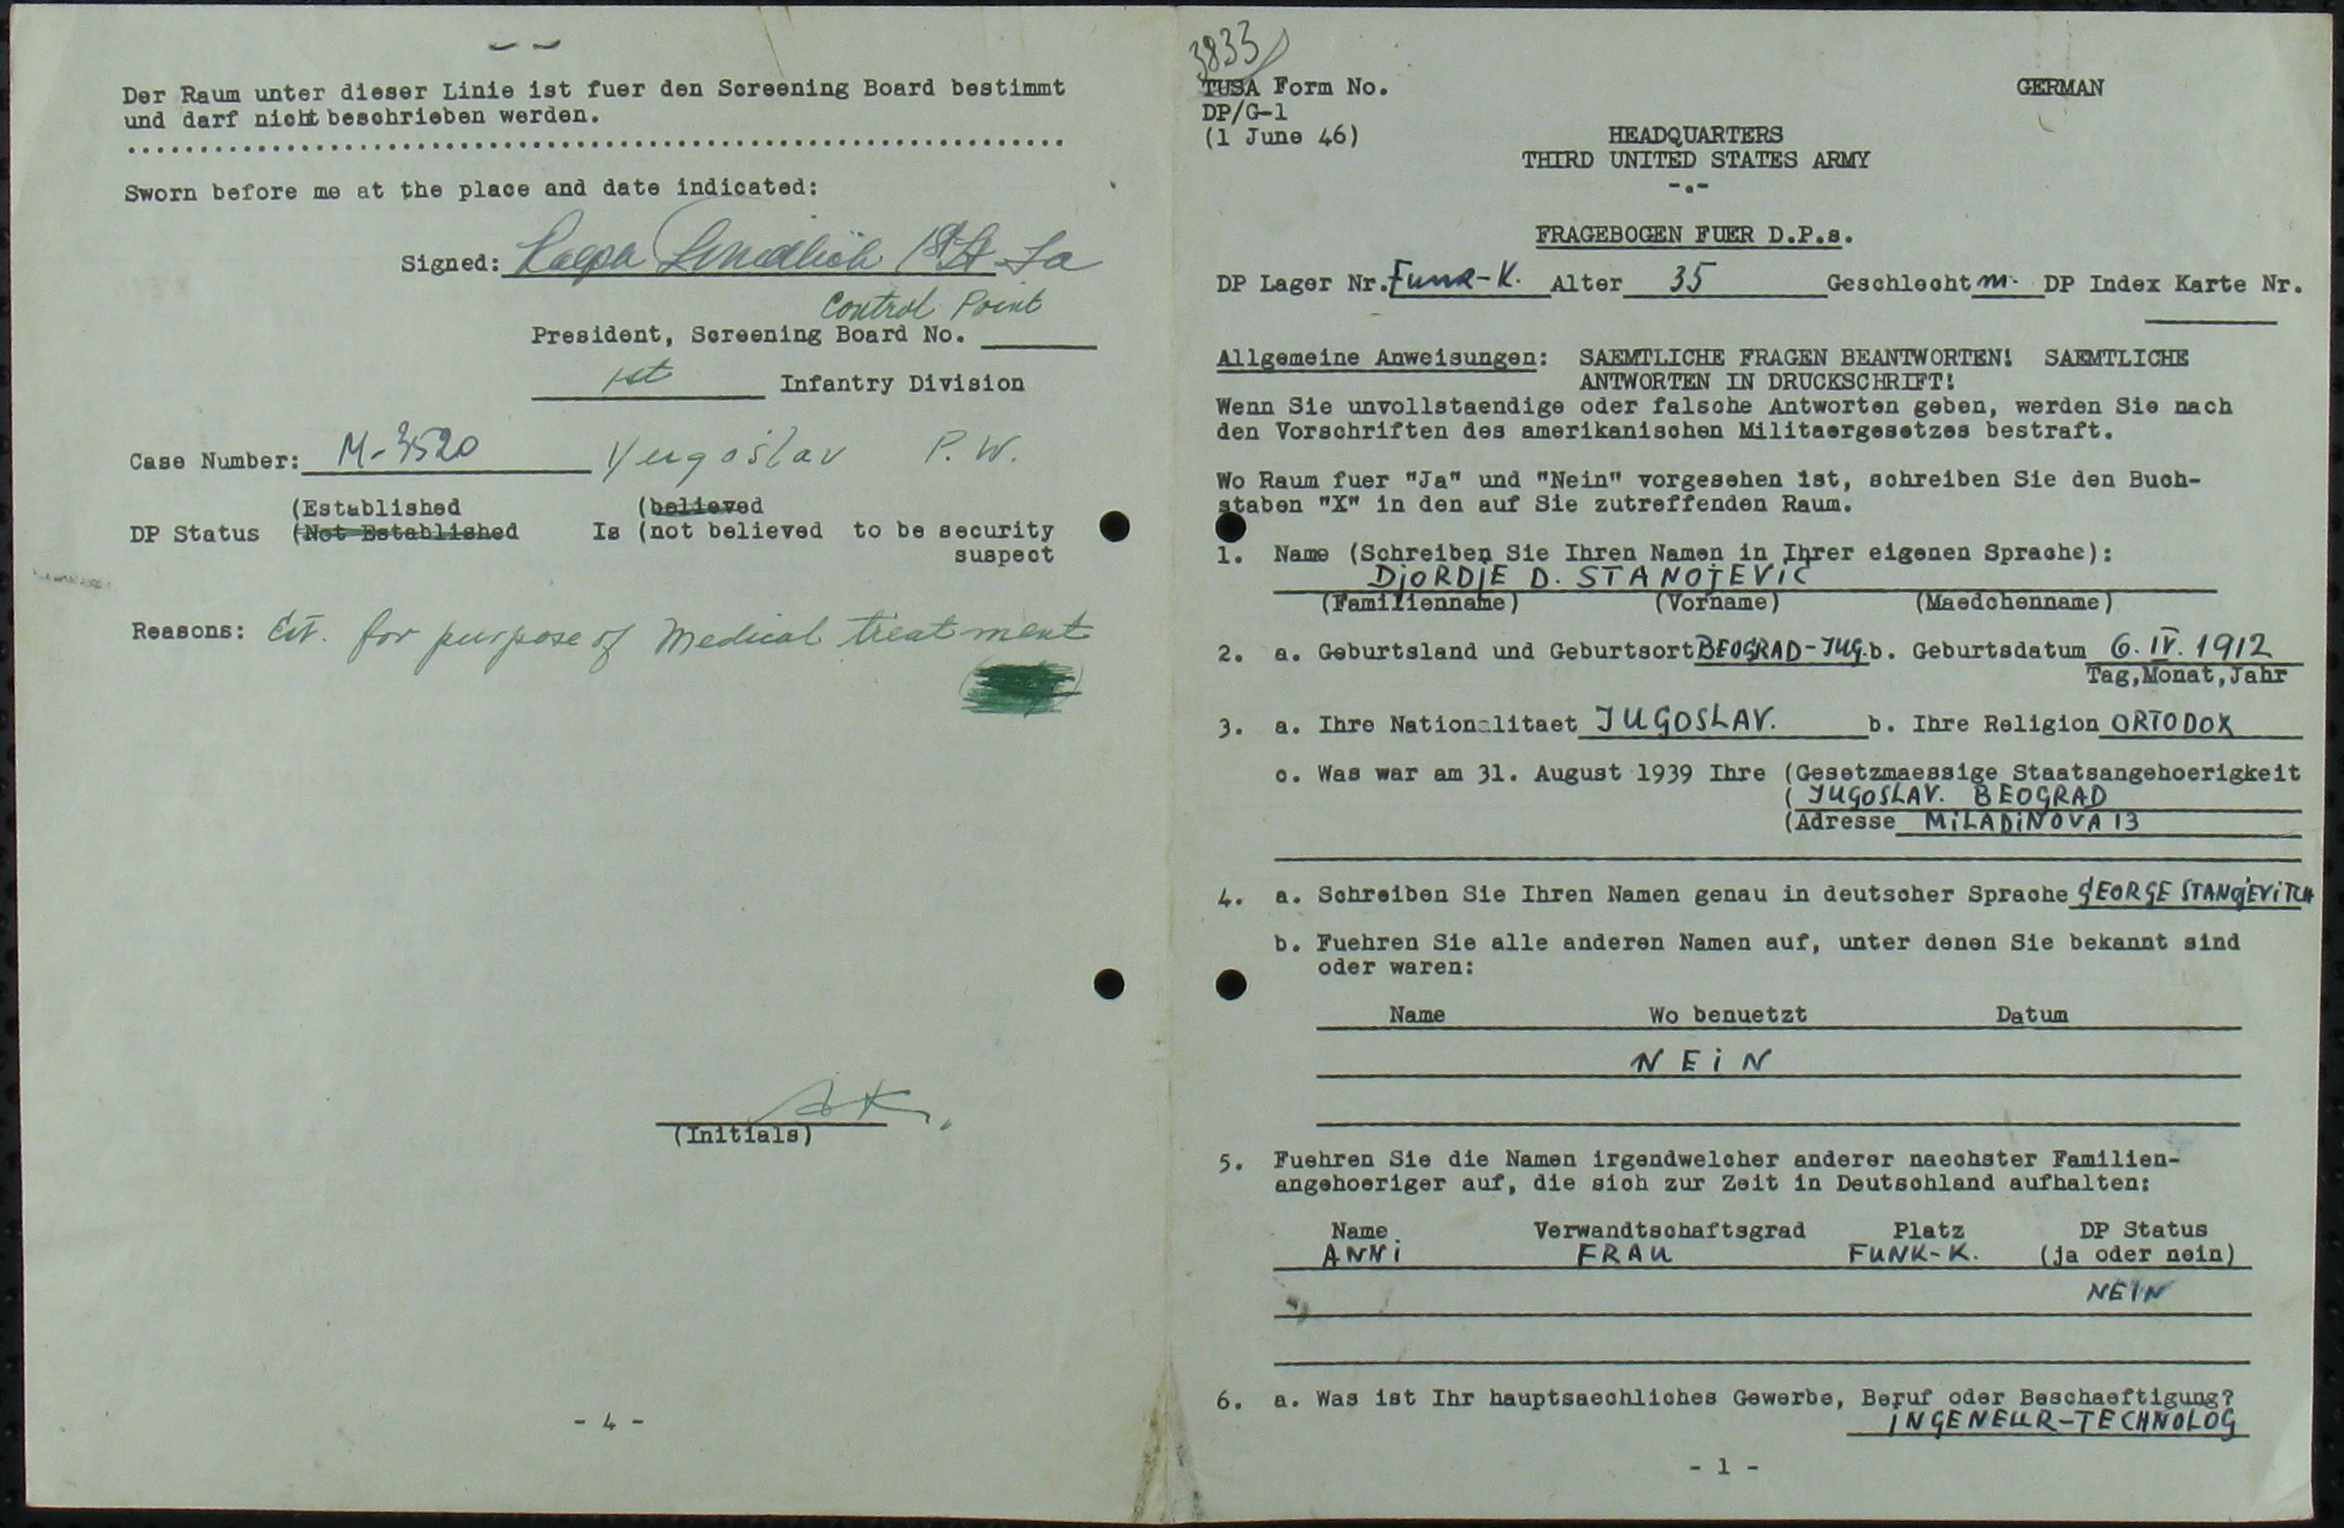 Der Raum unter dieser Linie ist fuer den Screening Board bestimmt
und darf nicht beschrieben werden.
Sworn before me at the place and date indicated:
Signed: 1st Lt
Control Point
President, Screening Board No.
1st Infantry Division
Case Number: M-3520 Yugoslav P.W.
(Established (believed
DP Status (Not Established Is (not believed to be security
suspect
Reasons: for purpose of Medical treatment
(Initials)
- 4 -
3833
TUSA Form No. GERMAN
DP/G-1
(1 June 46) HEADQUARTERS
THIRD UNITED STATES ARMY
-.-
FRAGEBOGEN FUER D.P.s.
DP Lager Nr. Funk-K. Alter 35 Geschlecht m. DP Index Karte Nr.
Allgemeine Anweisungen: SAEMTLICHE FRAGEN BEANTWORTEN! SAEMTLICHE
ANTWORTEN IN DRUCKSCHRIFT!
Wenn Sie unvollstaendige oder falsche Antworten geben, werden Sie nach
den Vorschriften des amerikanischen Militaergesetzes bestraft.
Wo Raum fuer "Ja" und "Nein" vorgesehen ist, schreiben Sie den Buch-
staben "X" in den auf Sie zutreffenden Raum.
1. Name (Schreiben Sie Ihren Namen in Ihrer eigenen Sprache):
DjORDjE D. STANOjEViĆ
(Familienname) (Vorname) (Maedchenname)
2. a. Geburtsland und Geburtsort BEOGRAD-JUG. b. Geburtsdatum 6. IV. 1912
Tag,Monat,Jahr
3. a. Ihre Nationalitaet JUGOSLAV. b. Ihre Religion ORTODOX
c. Was war am 31. August 1939 Ihre (Gesetzmaessige Staatsangehoerigkeit
( JUGOSLAV. BEOGRAD
(Adresse MiLADiNOVA 13
4. a. Schreiben Sie Ihren Namen genau in deutscher Sprache GEORGE STANOjEViTCH
b. Fuehren Sie alle anderen Namen auf, unter denen Sie bekannt sind
oder waren:
Name Wo benuetzt Datum
NEiN
5. Fuehren Sie die Namen irgendwelcher anderer naechster Familien-
angehoeriger auf, die sich zur Zeit in Deutschland aufhalten:
Name Verwandtschaftsgrad Platz DP Status
ANNi FRAU FUNK-K. (ja oder nein)
NEIN
6. a. Was ist Ihr hauptsaechliches Gewerbe, Beruf oder Beschaeftigung?
iNGENEUR-TECHNOLOG
- 1 -